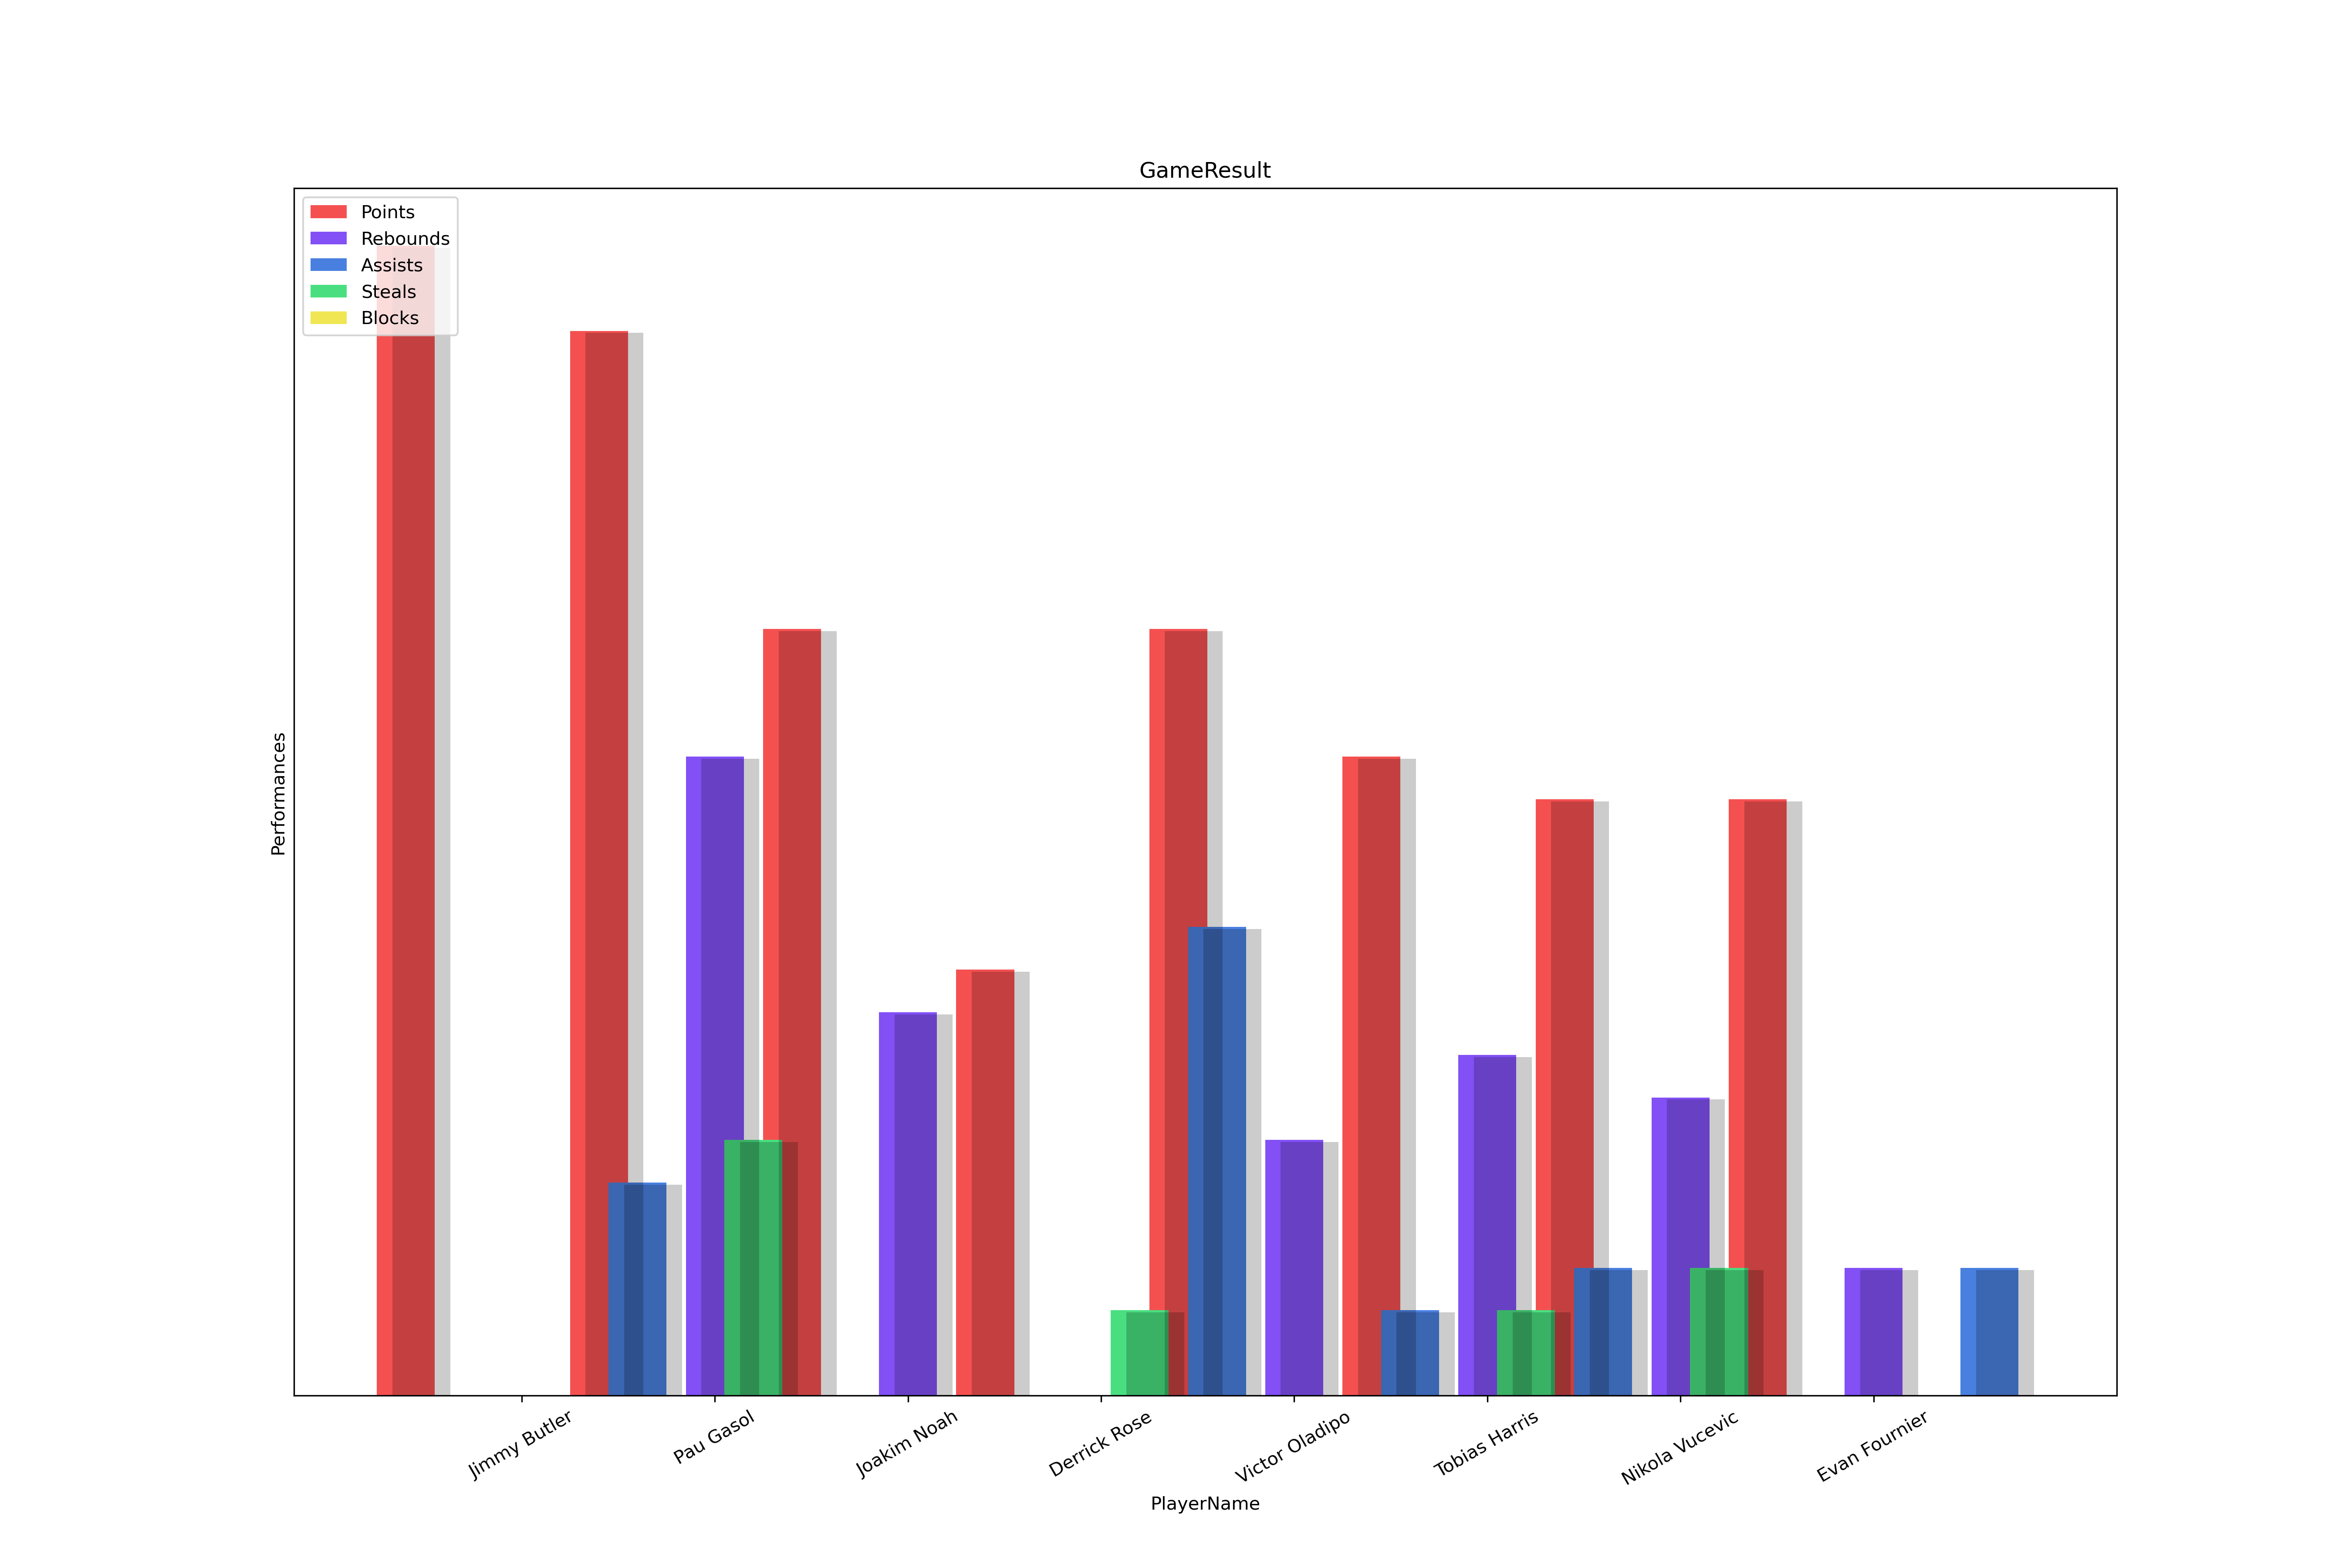 GameResult
Points
Rebounds
Assists
Steals
Blocks
Performances
Jimmy Butler
Pau Gasol
Joakim Noah
Derrick Rose
Victor Oladipo
Tobias Harris
Nikola Vucevic
Evan Fournier
PlayerName